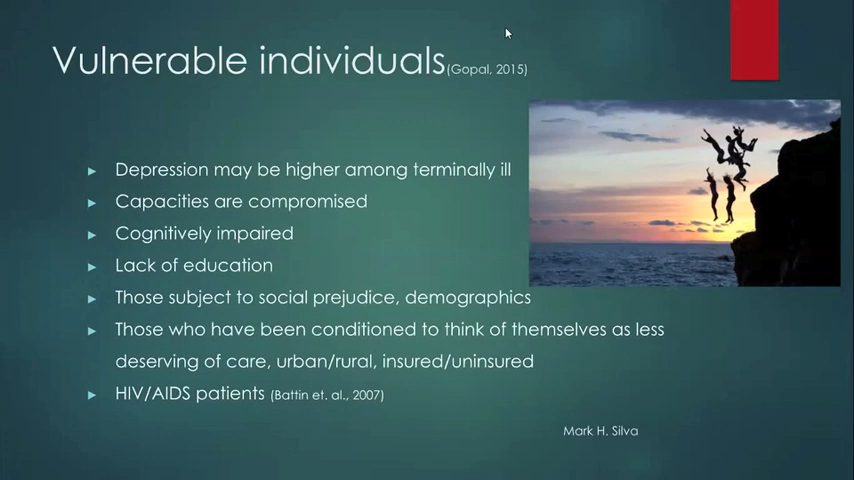 Vulnerable individuals(Gopal, 2015)
Depression may be higher among terminally ill
Capacities are compromised
Cognitively impaired
Lack of education
Those subject to social prejudice, demographics
Those who have been conditioned to think of themselves as less
deserving of care, urban/rural, insured/uninsured
HIV/AIDS patients (Battin et. al., 2007)
Mark H. Silva